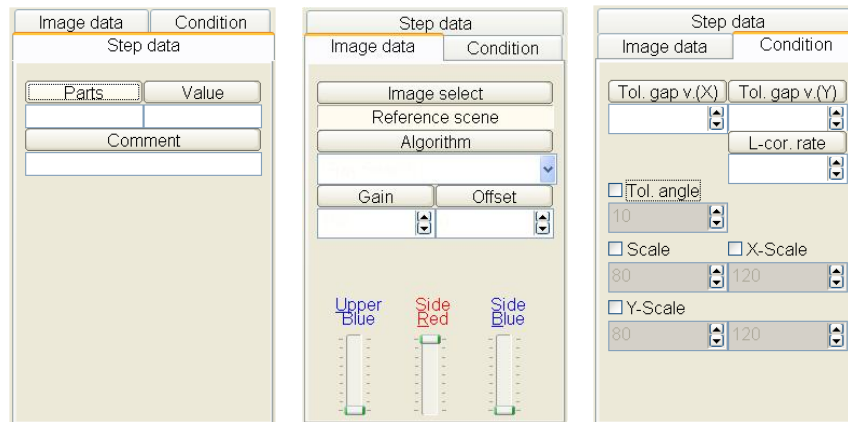 Image data Condition
Step data
Parts Value
Comment
Step data
Image data Condition
Image select
Reference scene
Algorithm
Gain Offset
Upper Side Side
Blue Red Blue
Step data
Image data Condition
Tol. gap v.(X) Tol. gap v.(Y)
L-cor. rate
Tol. angle
10
Scale X-Scale
80 120
Y-Scale
80 120